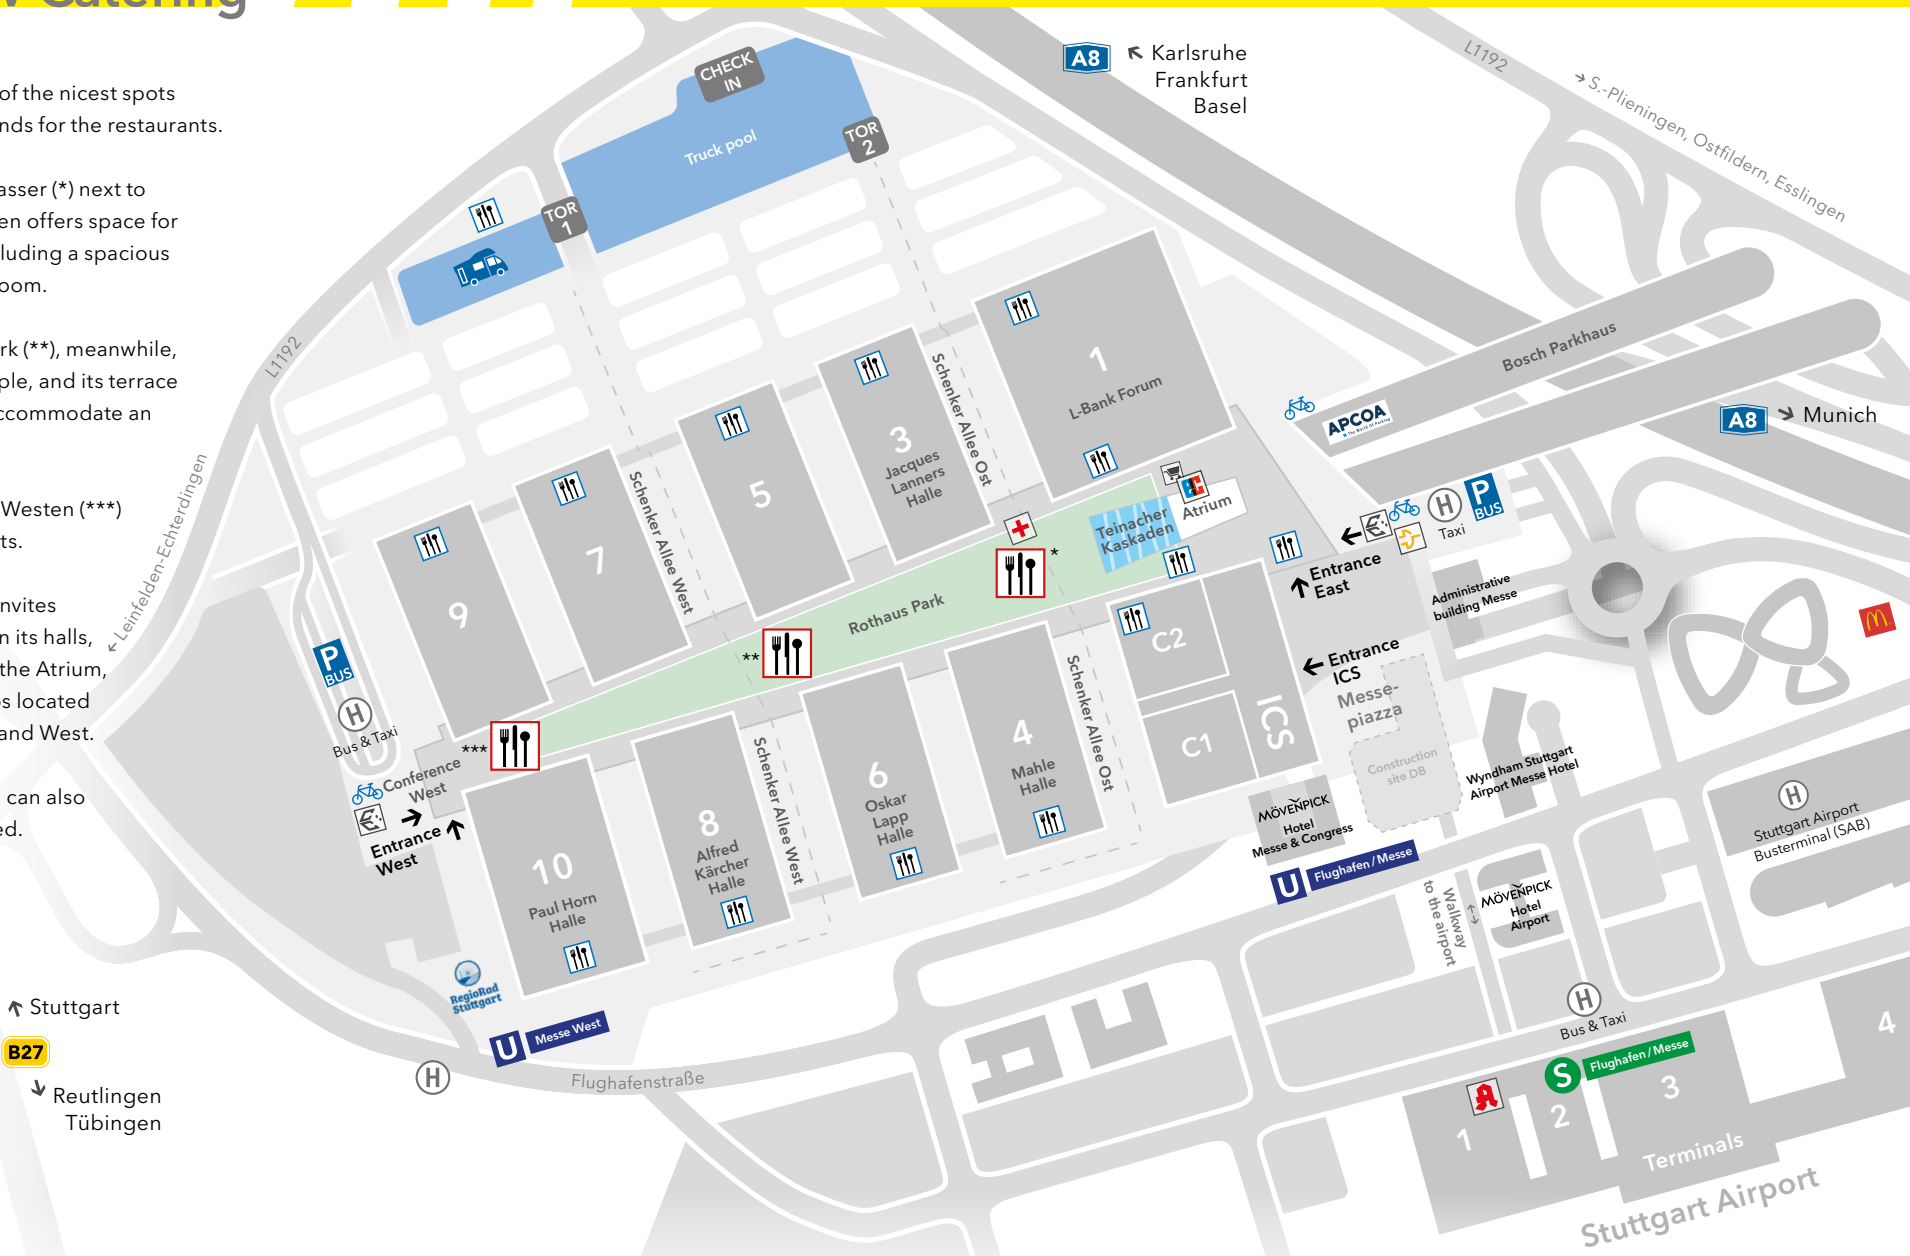 of the nicest spots
nds for the restaurants.
asser (*) next to
en offers space for
luding a spacious
oom.
rk (**), meanwhile,
ple, and its terrace
ccommodate an
Westen (***)
ts.
nvites
n its halls,
the Atrium,
s located
and West.
can also
ed.
Stuttgart
B27
Reutlingen
Tübingen
A8
Karlsruhe
Frankfurt
Basel
L1192
S.-Plieningen, Ostfildern, Esslingen
CHECK
IN
Truck pool
TOR
2
TOR
1
L1192
Leinfelden-Echterdingen
Bosch Parkhaus
APCOA
A8
Munich
1
L-Bank Forum
3
Jacques
Lanners
Halle
5
7
9
Schenker Allee Ost
Schenker Allee West
Teinacher
Kaskaden
EC
Atrium
*
Rothaus Park
**
***
P
BUS
H
Bus & Taxi
Conference
West
Entrance
West
10
Paul Horn
Halle
8
Alfred
Kärcher
Halle
Schenker Allee West
6
Oskar
Lapp
Halle
4
Mahle
Halle
Schenker Allee Ost
C2
C1
ICS
Entrance
East
Entrance
ICS
H
Taxi
P
BUS
Administrative
building Messe
Messe-
piazza
Construction
site DB
Wyndham Stuttgart
Airport Messe Hotel
MÖVENPICK
Hotel
Messe & Congress
U Flughafen / Messe
Walkway
to the airport
MÖVENPICK
Hotel
Airport
H
Stuttgart Airport
Busterminal (SAB)
H
Bus & Taxi
S Flughafen / Messe
1
2
3
4
Terminals
Stuttgart Airport
RegioRad
Stuttgart
U Messe West
H
Flughafenstraße